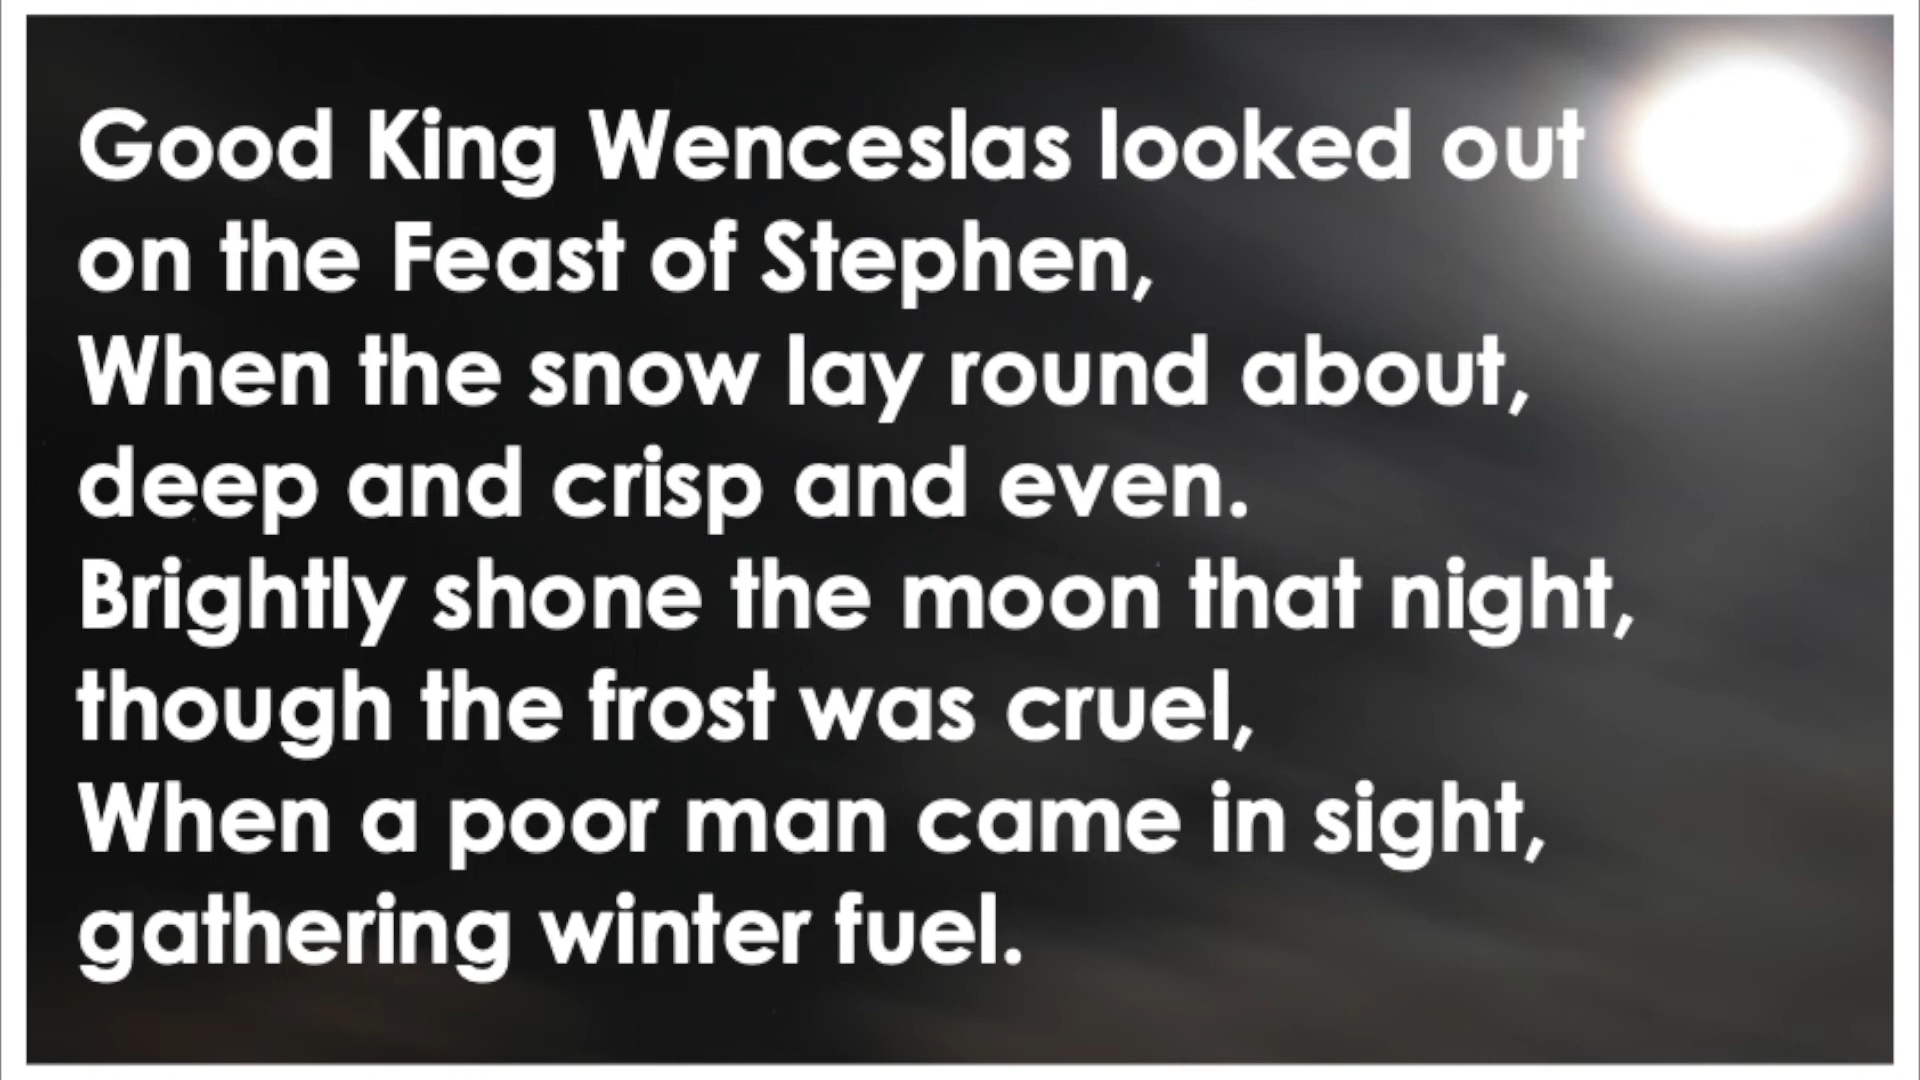 Good King Wenceslas looked out
on the Feast of Stephen,
When the snow lay round about,
deep and crisp and even.
Brightly shone the moon that night,
though the frost was cruel,
When a poor man came in sight,
gathering winter fuel.